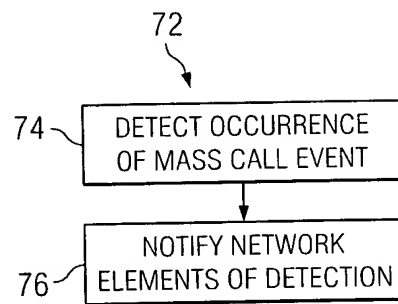 72
74
DETECT OCCURRENCE
OF MASS CALL EVENT
NOTIFY NETWORK
76
ELEMENTS OF DETECTION